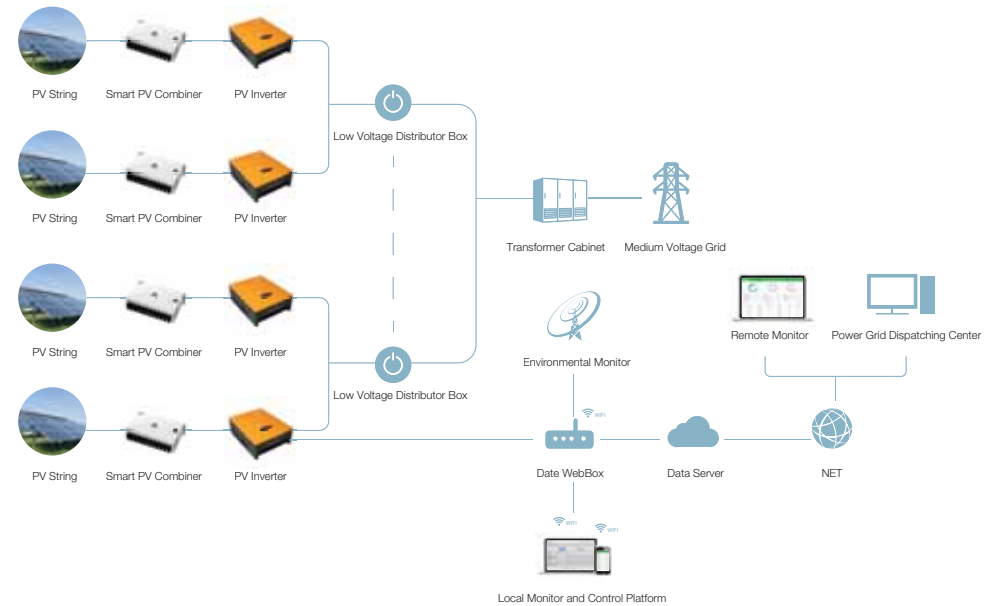 PV String
Smart PV Combiner
PV Inverter
Low Voltage Distributor Box
PV String
Smart PV Combiner
PV Inverter
Transformer Cabinet
Medium Voltage Grid
PV String
Smart PV Combiner
PV Inverter
Remote Monitor
Power Grid Dispatching Center
Environmental Monitor
Low Voltage Distributor Box
WIFI
PV String
Smart PV Combiner
PV Inverter
Date WebBox
Data Server
NET
WIFI
WIFI
Local Monitor and Control Platform